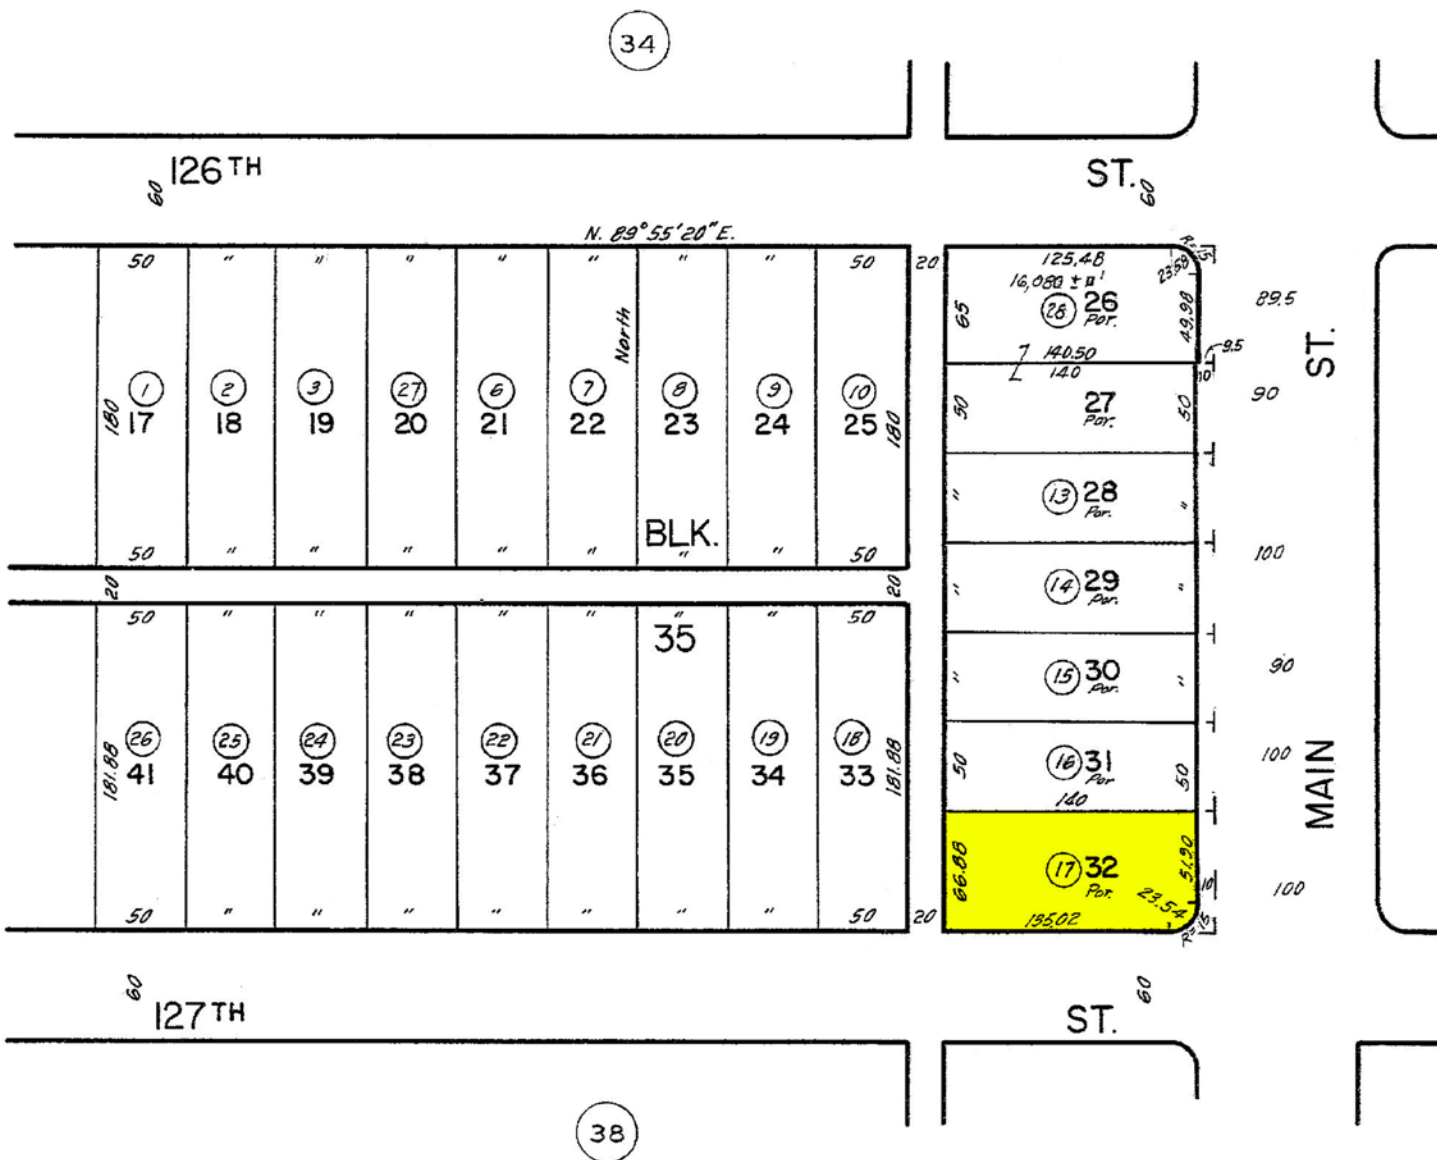 34
126TH ST.
60 60
N. 89°55'20"E.
50 " " " " " " " 50 20 125.48 R=15
23.58
16,080 ± □'
65 28 26 Por. 49.98 89.5
North
140.50 9.5
140 10
1 2 3 27 6 7 8 9 10
180 17 18 19 20 21 22 23 24 25 180
50 27 Por. 50 90
ST.
" 13 28 Por. "
BLK.
50 " " " " " " " 50
100
20 20
" 14 29 Por. "
50 " " " " " " " 50
35
" 15 30 Por. " 90
26 25 24 23 22 21 20 19 18
181.88 41 40 39 38 37 36 35 34 33 181.88
50 16 31 Por 50 100
140
MAIN
66.88 17 32 Por. 51.90 10 100
23.54
50 " " " " " " " 50 20 135.02 R=15
60 60
127TH ST.
38